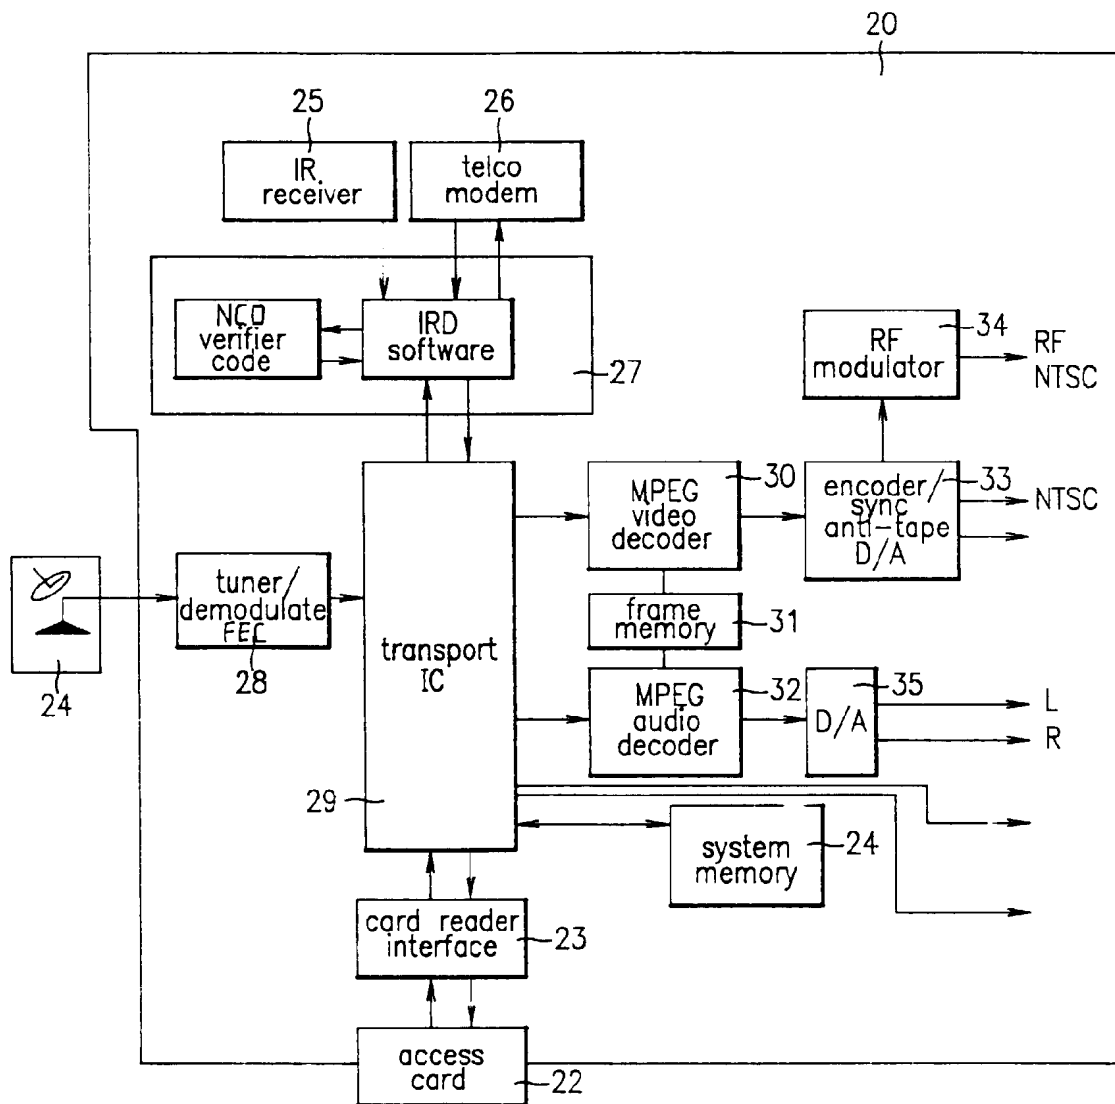 20
25
26
IR
receiver
telco
modem
NCD
verifier
code
IRD
software
27
34
RF
modulator
RF
NTSC
30
MPEG
video
decoder
encoder/
sync
anti-tape
D/A
33
NTSC
tuner/
demodulate
FEC
28
24
transport
IC
29
frame
memory
31
MPEG
audio
decoder
32
35
D/A
L
R
system
memory
24
card reader
interface
23
access
card
22